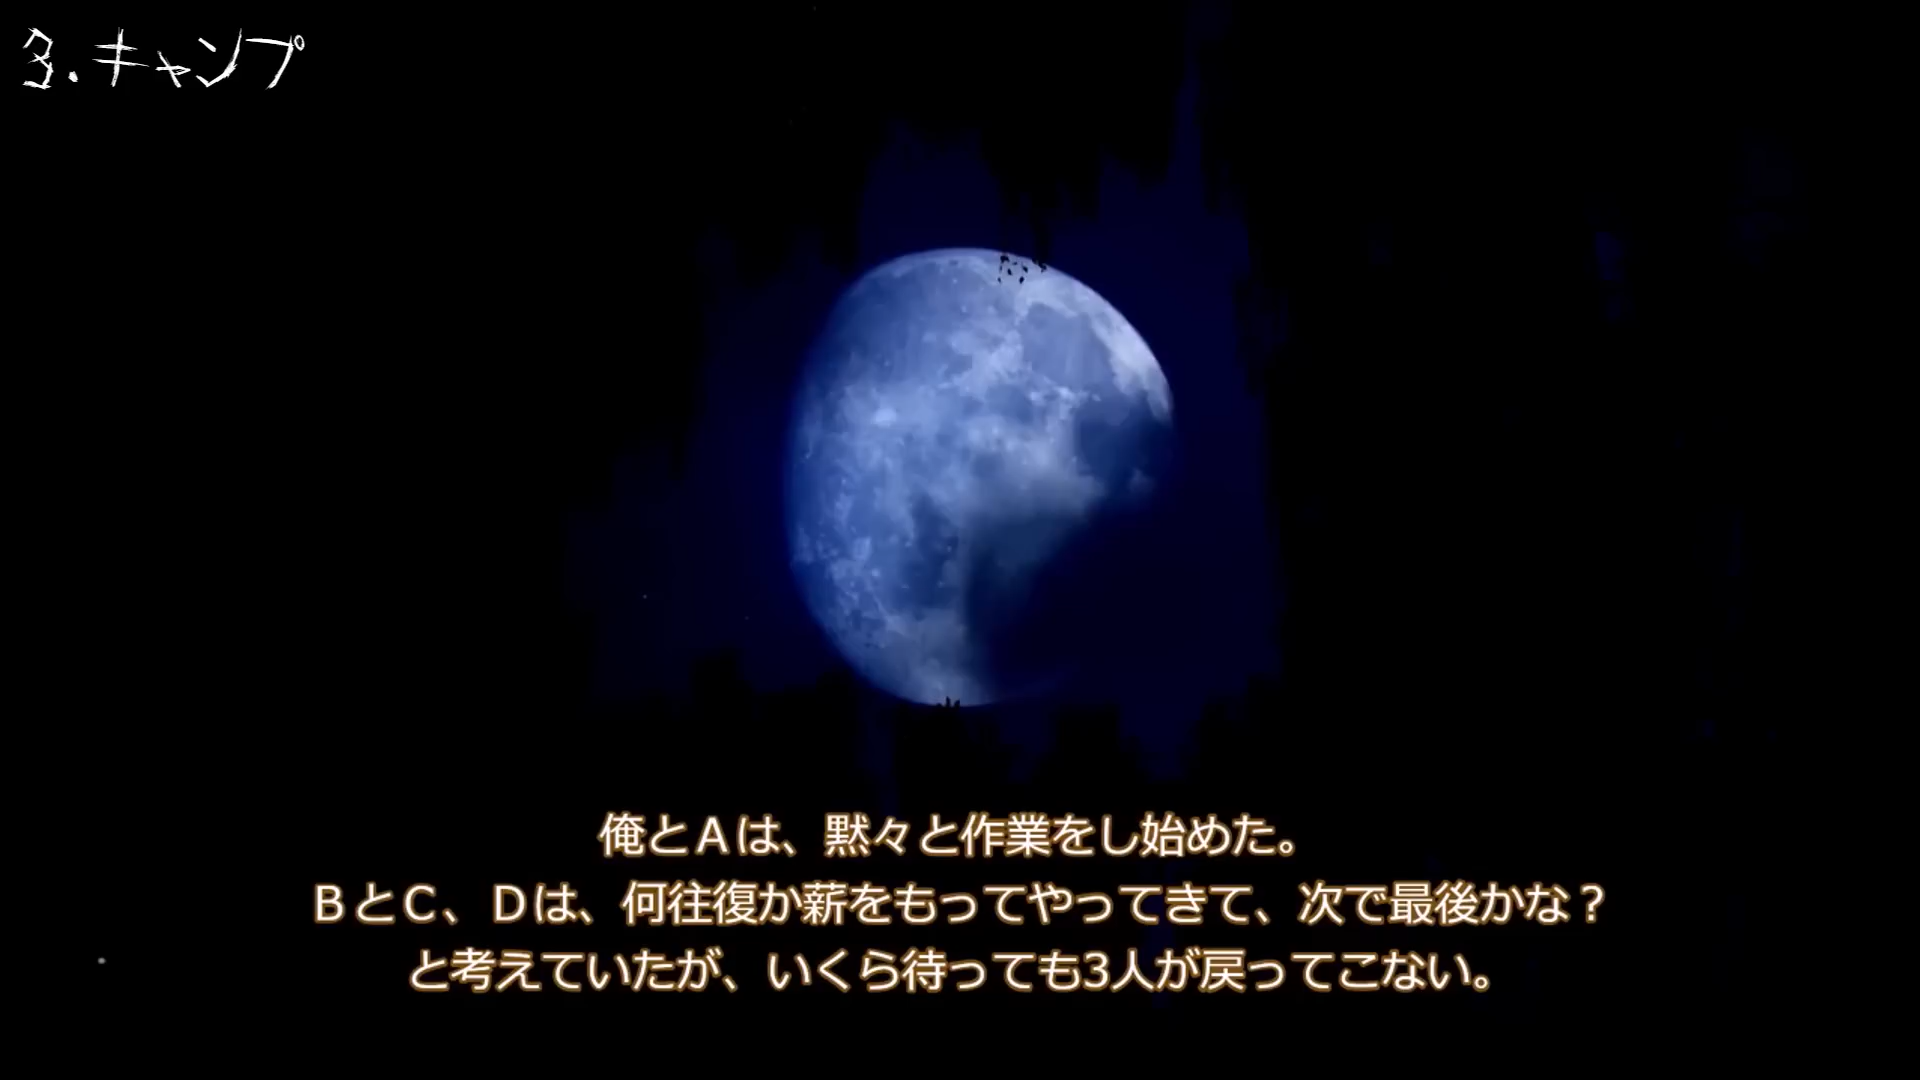 3.キャンプ
俺とAは、黙々と作業をし始めた。
BとC、Dは、何往復か薪をもってやってきて、次で最後かな？
と考えていたが、いくら待っても3人が戻ってこない。